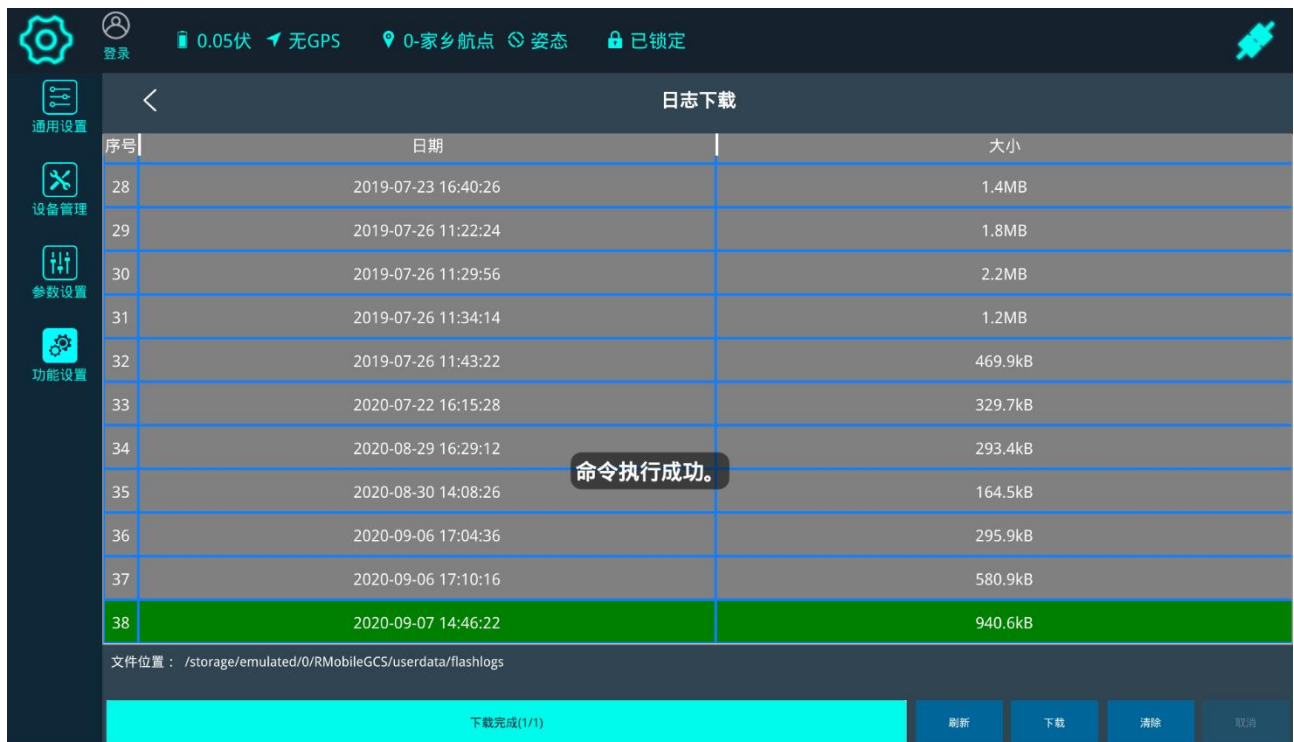 登录 0.05伏 无GPS 0-家乡航点 姿态 已锁定
通用设置
设备管理
参数设置
功能设置
日志下载
序号 日期 大小
28 2019-07-23 16:40:26 1.4MB
29 2019-07-26 11:22:24 1.8MB
30 2019-07-26 11:29:56 2.2MB
31 2019-07-26 11:34:14 1.2MB
32 2019-07-26 11:43:22 469.9kB
33 2020-07-22 16:15:28 329.7kB
34 2020-08-29 16:29:12 293.4kB
命令执行成功。
35 2020-08-30 14:08:26 164.5kB
36 2020-09-06 17:04:36 295.9kB
37 2020-09-06 17:10:16 580.9kB
38 2020-09-07 14:46:22 940.6kB
文件位置： /storage/emulated/0/RMobileGCS/userdata/flashlogs
下载完成(1/1) 刷新 下载 清除 取消